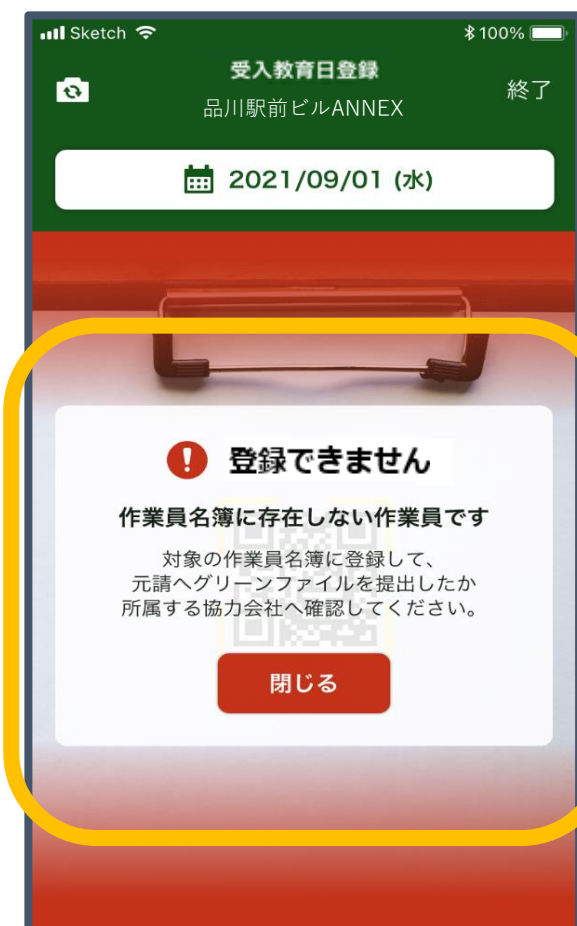 Sketch 100%
受入教育日登録
品川駅前ビルANNEX
終了
2021/09/01 (水)
登録できません
作業員名簿に存在しない作業員です
対象の作業員名簿に登録して、
元請へグリーンファイルを提出したか
所属する協力会社へ確認してください。
閉じる